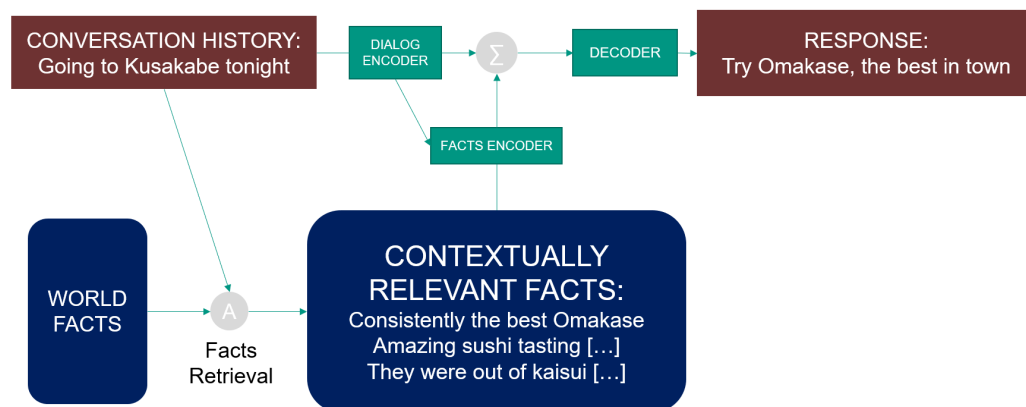 CONVERSATION HISTORY:
Going to Kusakabe tonight
DIALOG
ENCODER
Σ
DECODER
RESPONSE:
Try Omakase, the best in town
FACTS ENCODER
WORLD
FACTS
A
Facts
Retrieval
CONTEXTUALLY
RELEVANT FACTS:
Consistently the best Omakase
Amazing sushi tasting […]
They were out of kaisui […]